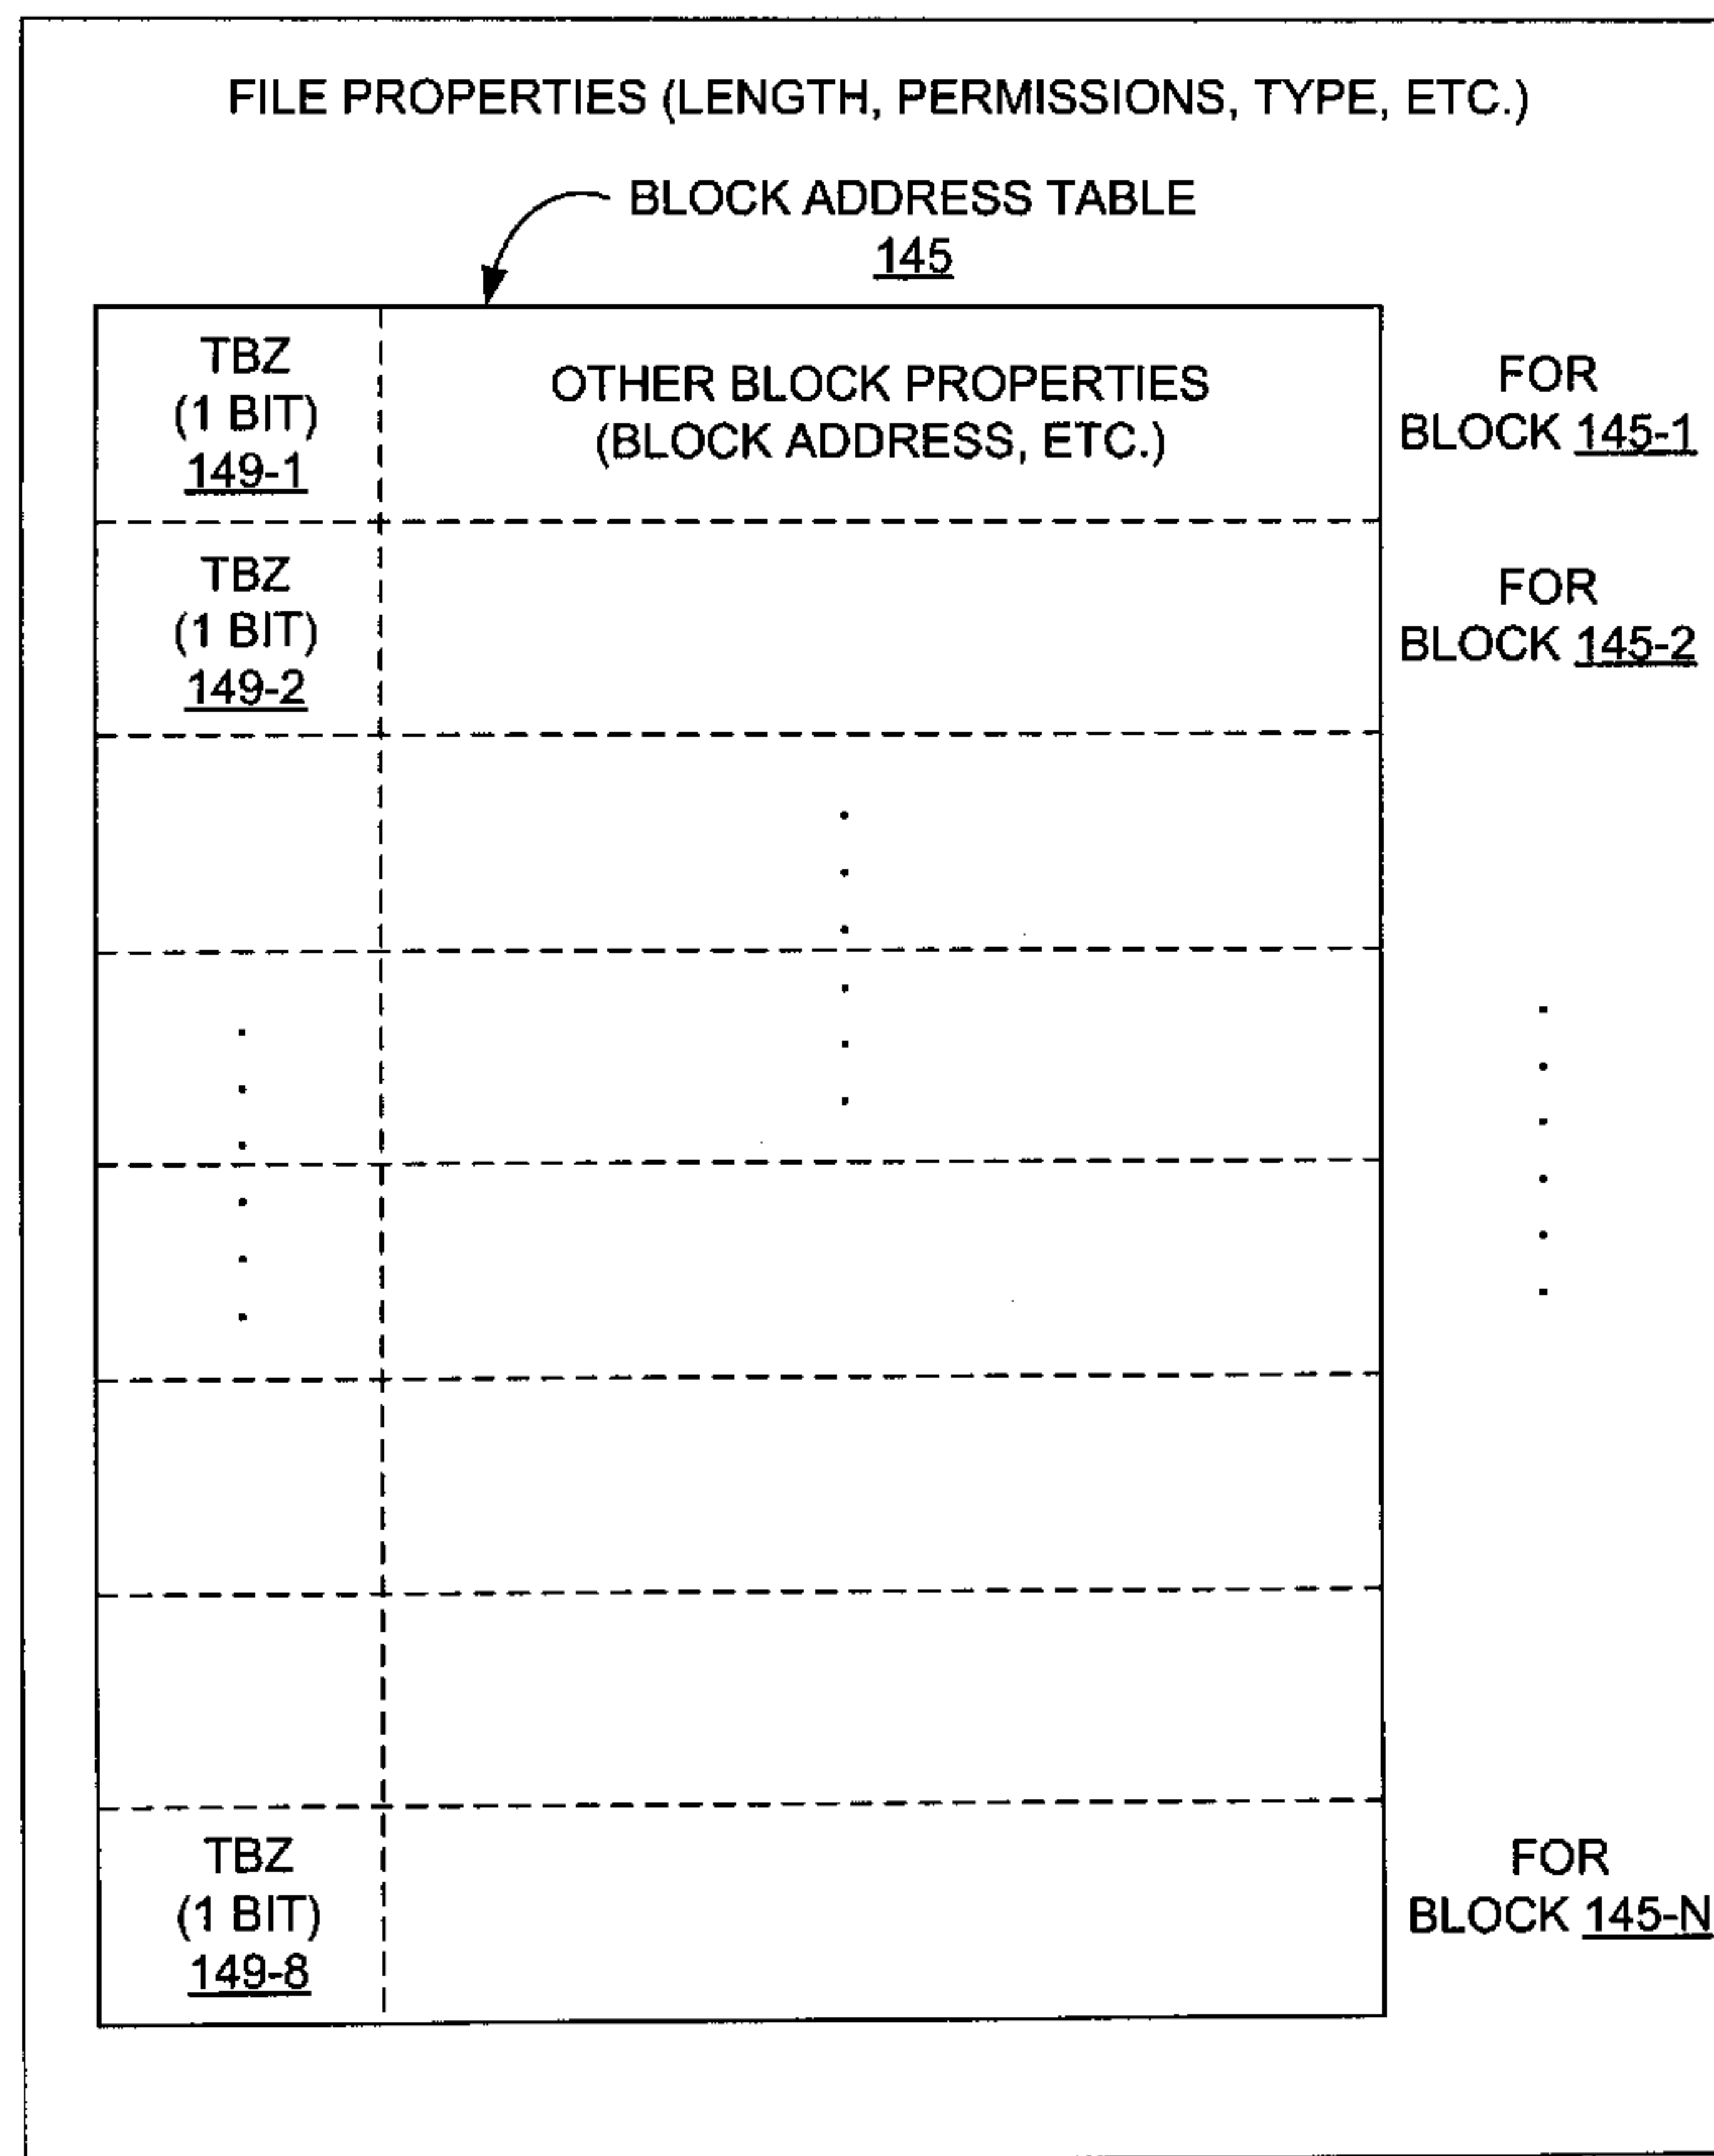 FILE PROPERTIES (LENGTH, PERMISSIONS, TYPE, ETC.)
BLOCK ADDRESS TABLE
145
TBZ
(1 BIT)
149-1
OTHER BLOCK PROPERTIES
(BLOCK ADDRESS, ETC.)
FOR
BLOCK 145-1
TBZ
(1 BIT)
149-2
FOR
BLOCK 145-2
TBZ
(1 BIT)
149-8
FOR
BLOCK 145-N